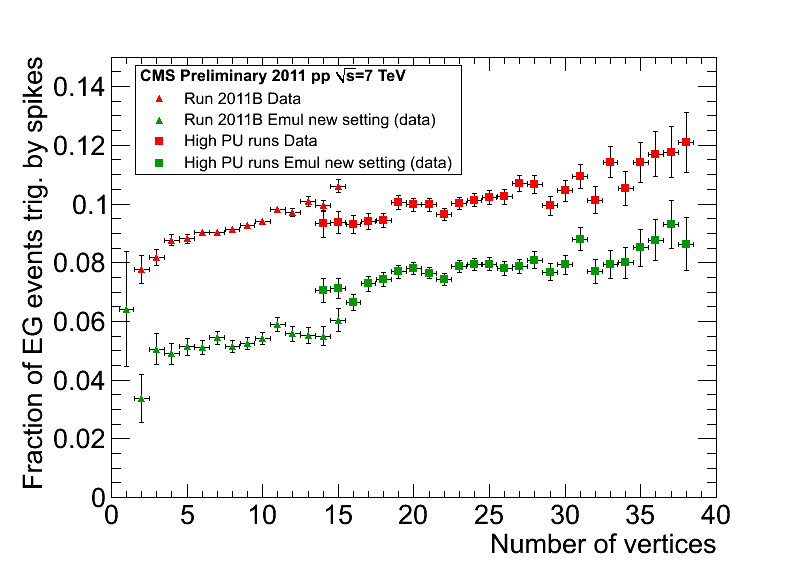 Fraction of EG events trig. by spikes
CMS Preliminary 2011 pp √s=7 TeV
Run 2011B Data
Run 2011B Emul new setting (data)
High PU runs Data
High PU runs Emul new setting (data)
0.14
0.12
0.1
0.08
0.06
0.04
0.02
0
0 5 10 15 20 25 30 35 40
Number of vertices